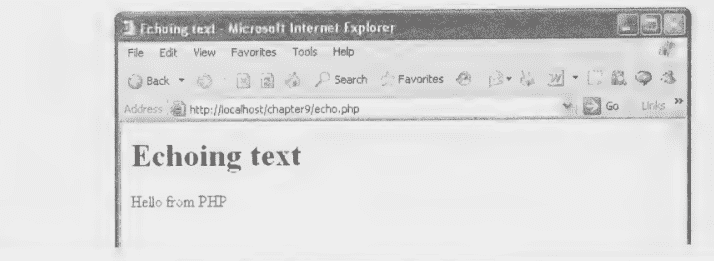 Echoing text - Microsoft Internet Explorer
File Edit View Favorites Tools Help
Back Search Favorites
Address http://localhost/chapter9/echo.php Go Links »
Echoing text
Hello from PHP